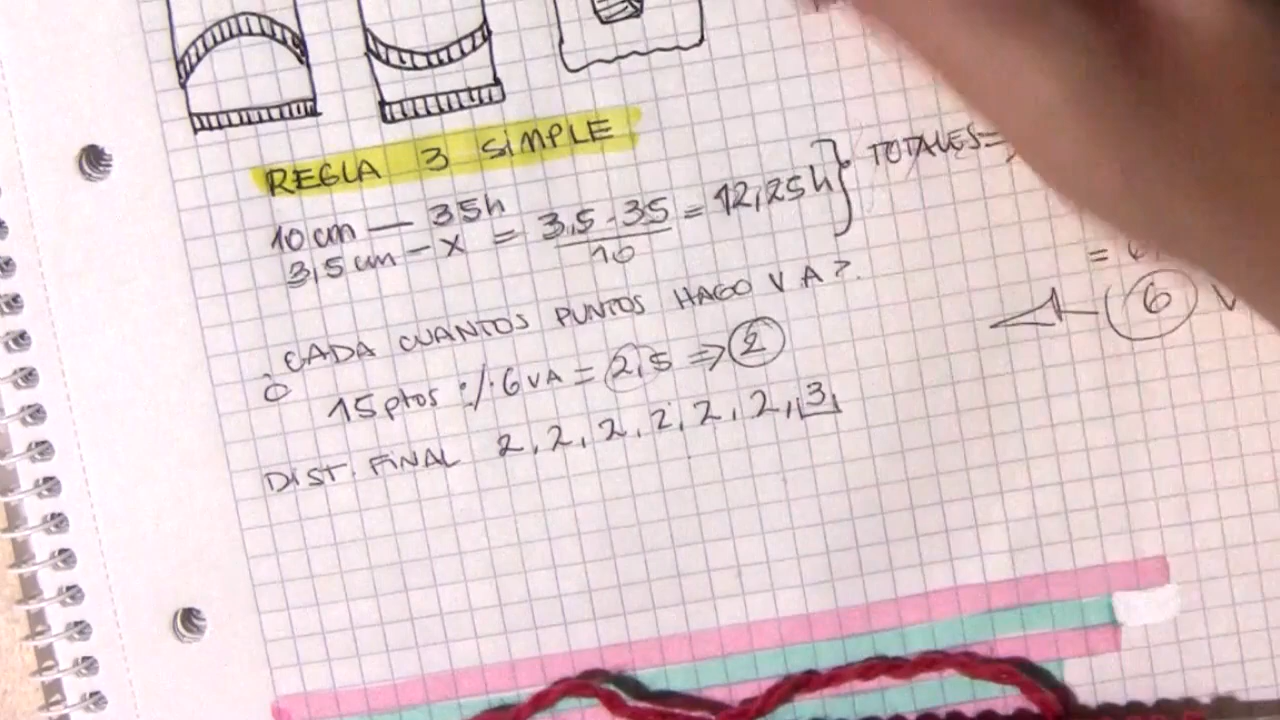 REGLA 3 SIMPLE
10 cm — 35h
3,5 cm - X = 3,5 · 35 / 10 = 12,25h } TOTALES =
=
6 V
¿ CADA CUANTOS PUNTOS HAGO V A ?
15 ptos :/· 6 VA = 2,5 => 2
DIST. FINAL 2, 2, 2, 2, 2, 2, 3